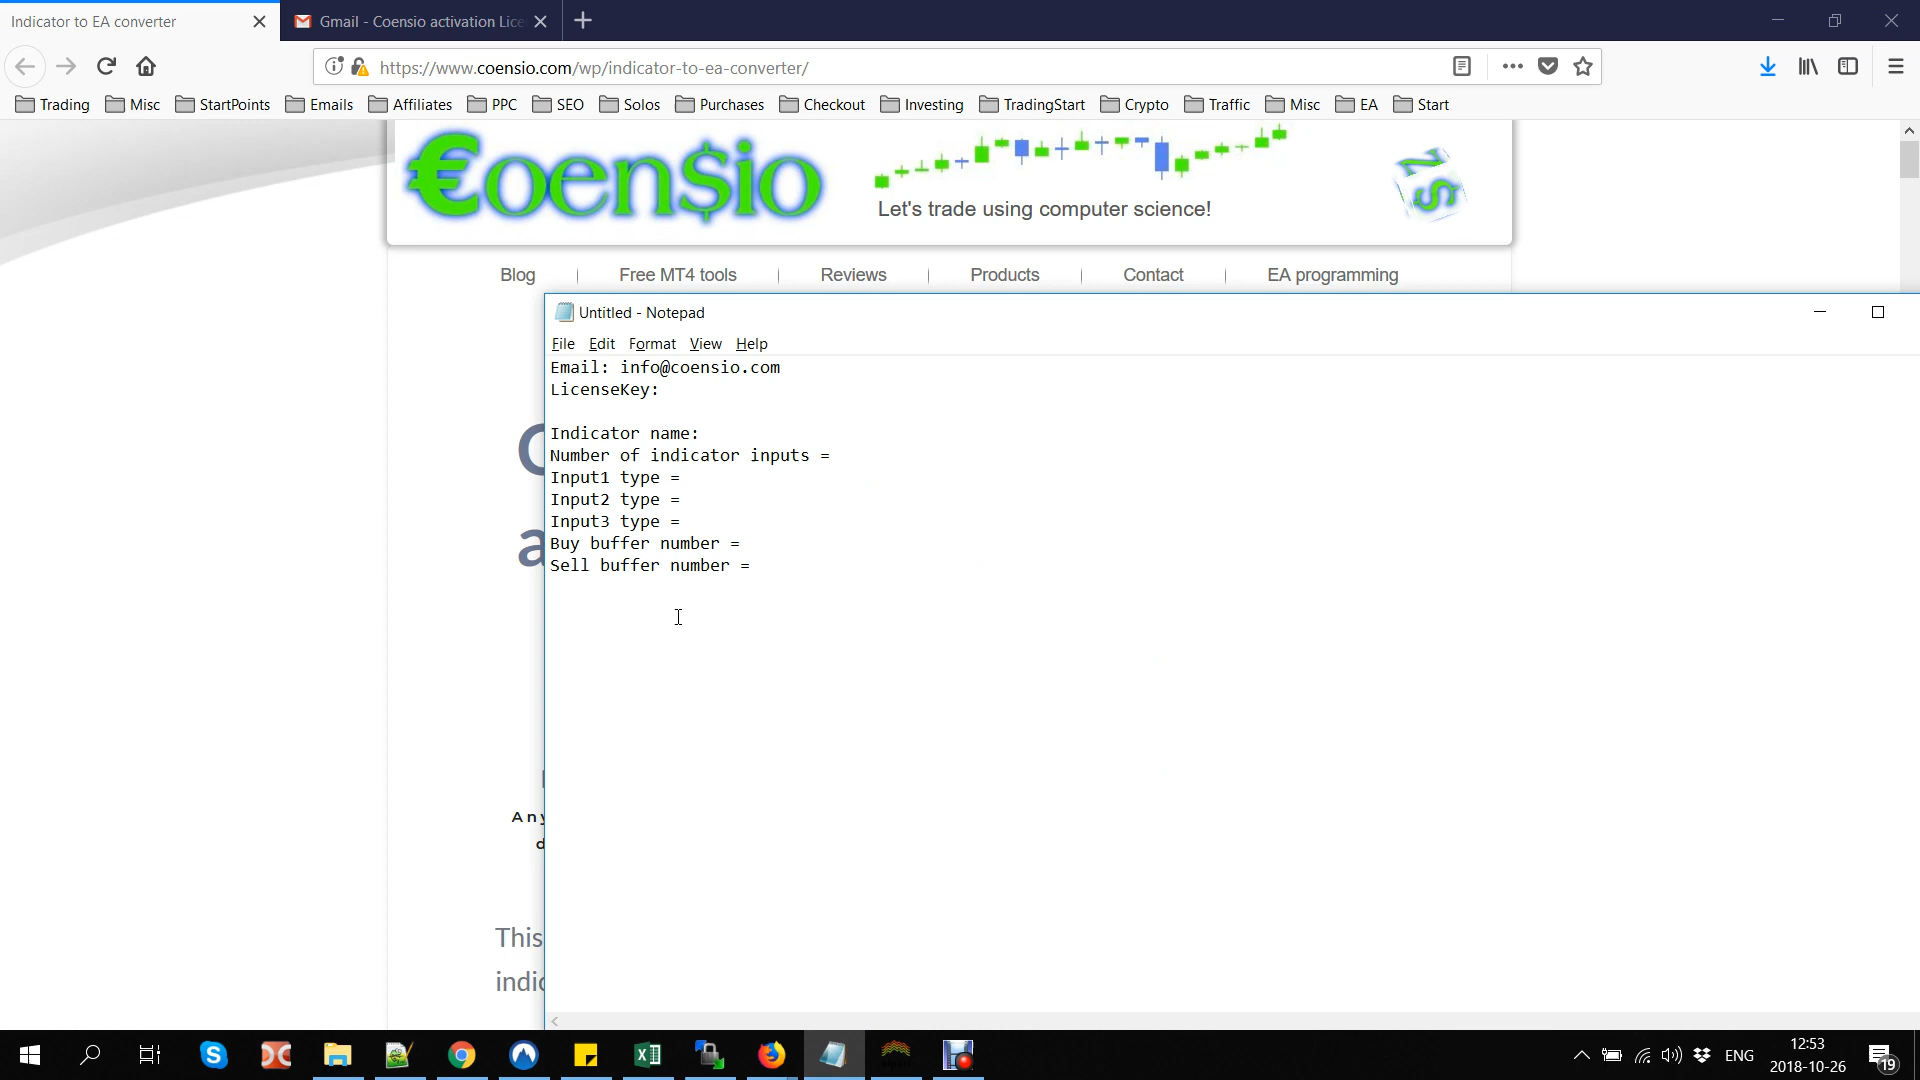 Indicator to EA converter
Gmail - Coensio activation Lice
https://www.coensio.com/wp/indicator-to-ea-converter/
Trading Misc StartPoints Emails Affiliates PPC SEO Solos Purchases Checkout Investing TradingStart Crypto Traffic Misc EA Start
€oen$io
Let's trade using computer science!
Blog | Free MT4 tools | Reviews | Products | Contact | EA programming
Untitled - Notepad
File Edit Format View Help
Email: info@coensio.com
LicenseKey:
Indicator name:
Number of indicator inputs =
Input1 type =
Input2 type =
Input3 type =
Buy buffer number =
Sell buffer number =
This
ENG
12:53
2018-10-26
19